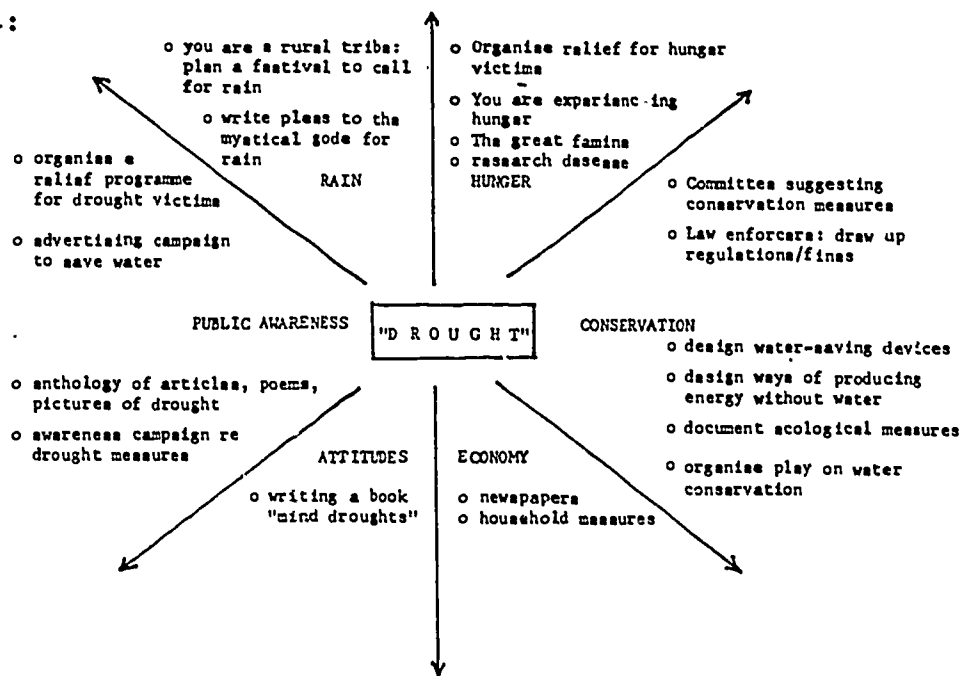 .:
o you are a rural tribe:
plan a festival to call
for rain
o write pleas to the
mystical gods for
rain
RAIN
o Organise relief for hunger
victims
o You are experienc-ing
hunger
o The great famine
o research desease
HUNGER
o organise a
relief programme
for drought victims
o advertising campaign
to save water
o Committee suggesting
conservation measures
o Law enforcers: draw up
regulations/fines
PUBLIC AWARENESS
"D R O U G H T"
CONSERVATION
o anthology of articles, poems,
pictures of drought
o awareness campaign re
drought measures
o design water-saving devices
o design ways of producing
energy without water
o document ecological measures
o organise play on water
conservation
ATTITUDES
o writing a book
"mind droughts"
ECONOMY
o newspapers
o household measures